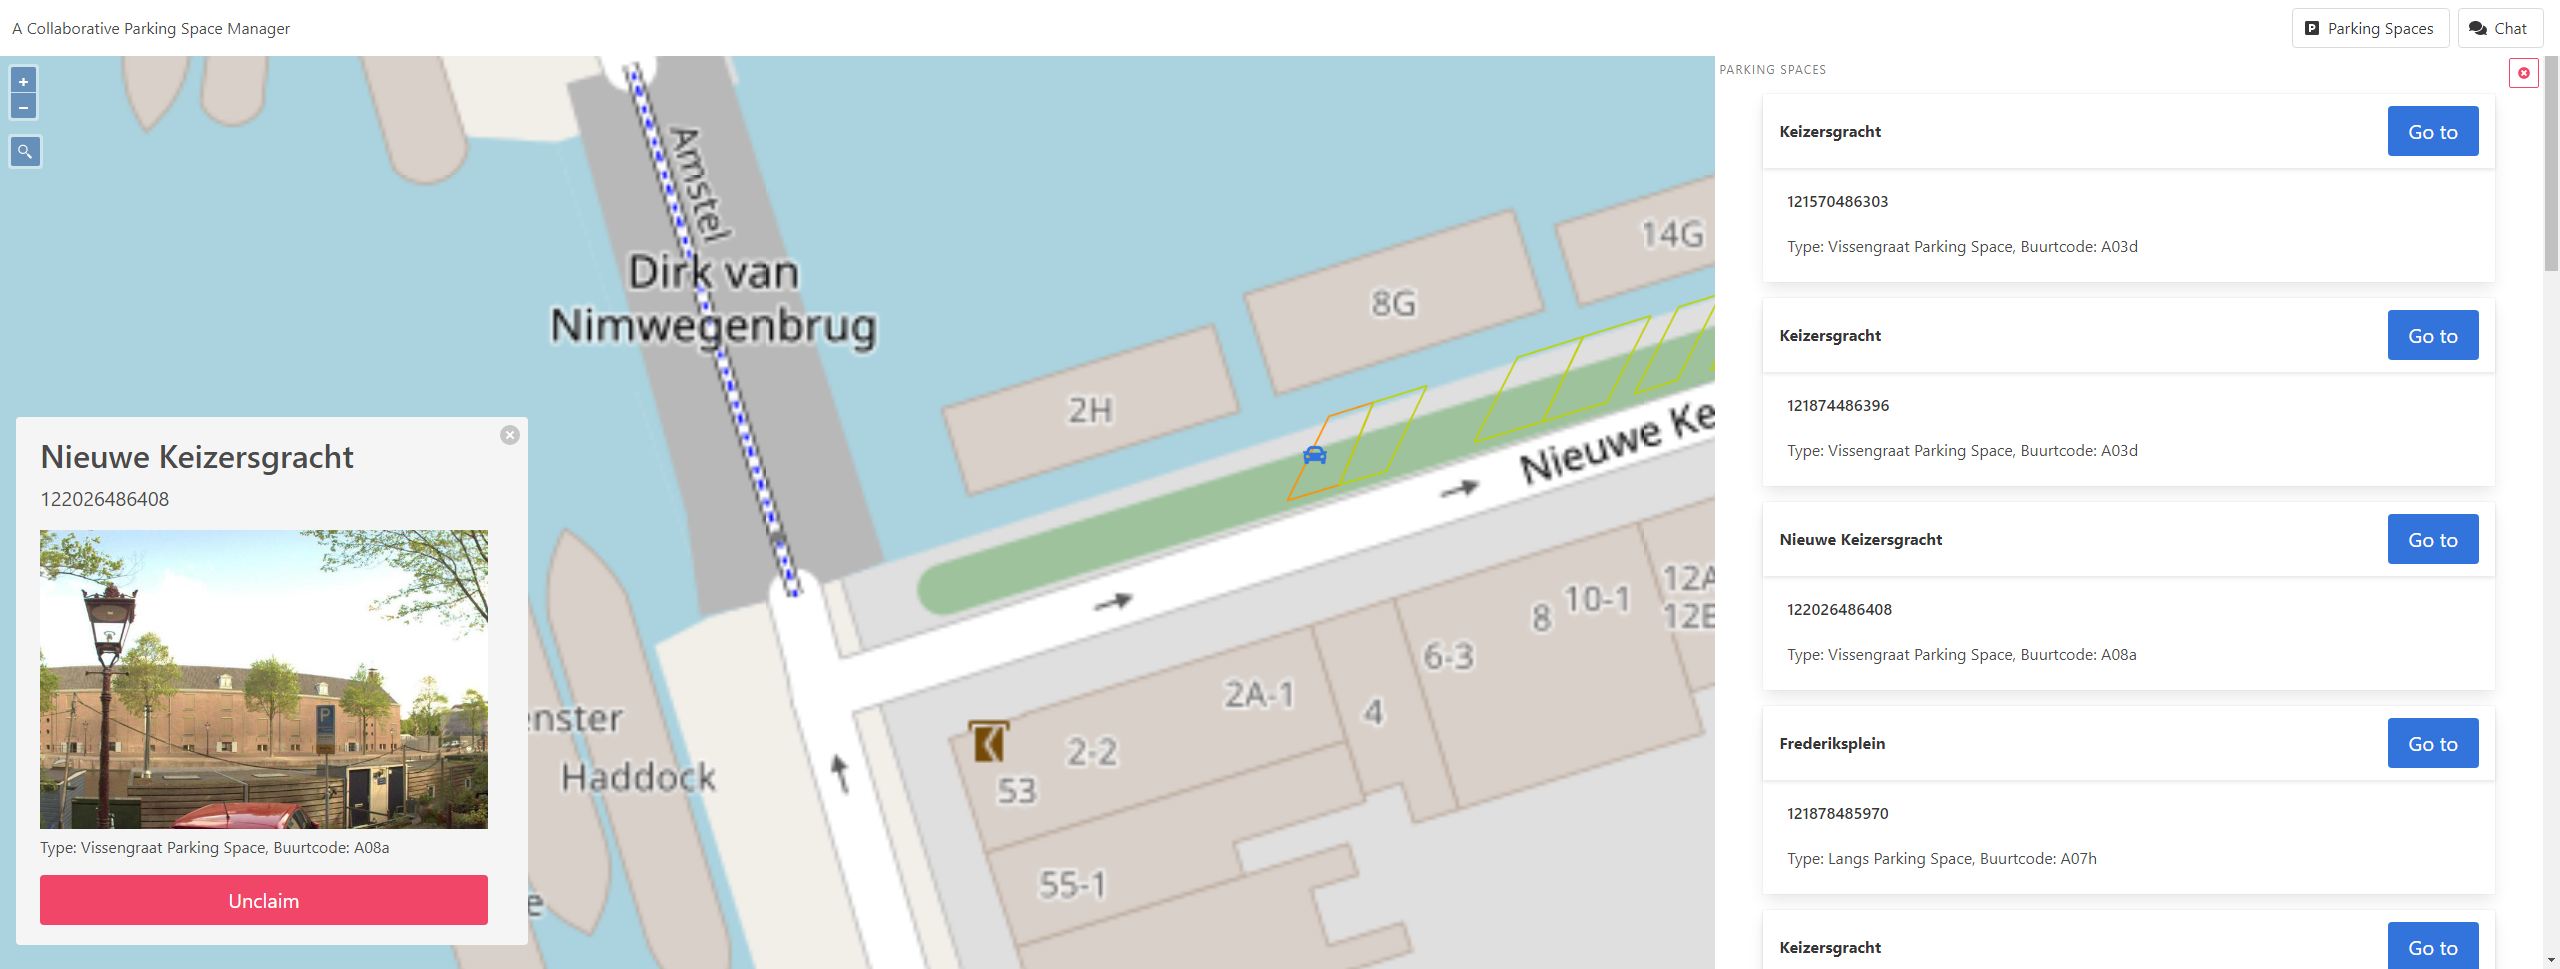 A Collaborative Parking Space Manager
Parking Spaces
Chat
+
−
Amstel
Dirk van
Nimwegenbrug
14G
8G
2H
Nieuwe Ke
12A
10-1
8
6-3
2A-1
4
2-2
53
55-1
nster
Haddock
e
Nieuwe Keizersgracht
122026486408
P
Type: Vissengraat Parking Space, Buurtcode: A08a
Unclaim
PARKING SPACES
Keizersgracht
Go to
121570486303
Type: Vissengraat Parking Space, Buurtcode: A03d
Keizersgracht
Go to
121874486396
Type: Vissengraat Parking Space, Buurtcode: A03d
Nieuwe Keizersgracht
Go to
122026486408
Type: Vissengraat Parking Space, Buurtcode: A08a
Frederiksplein
Go to
121878485970
Type: Langs Parking Space, Buurtcode: A07h
Keizersgracht
Go to